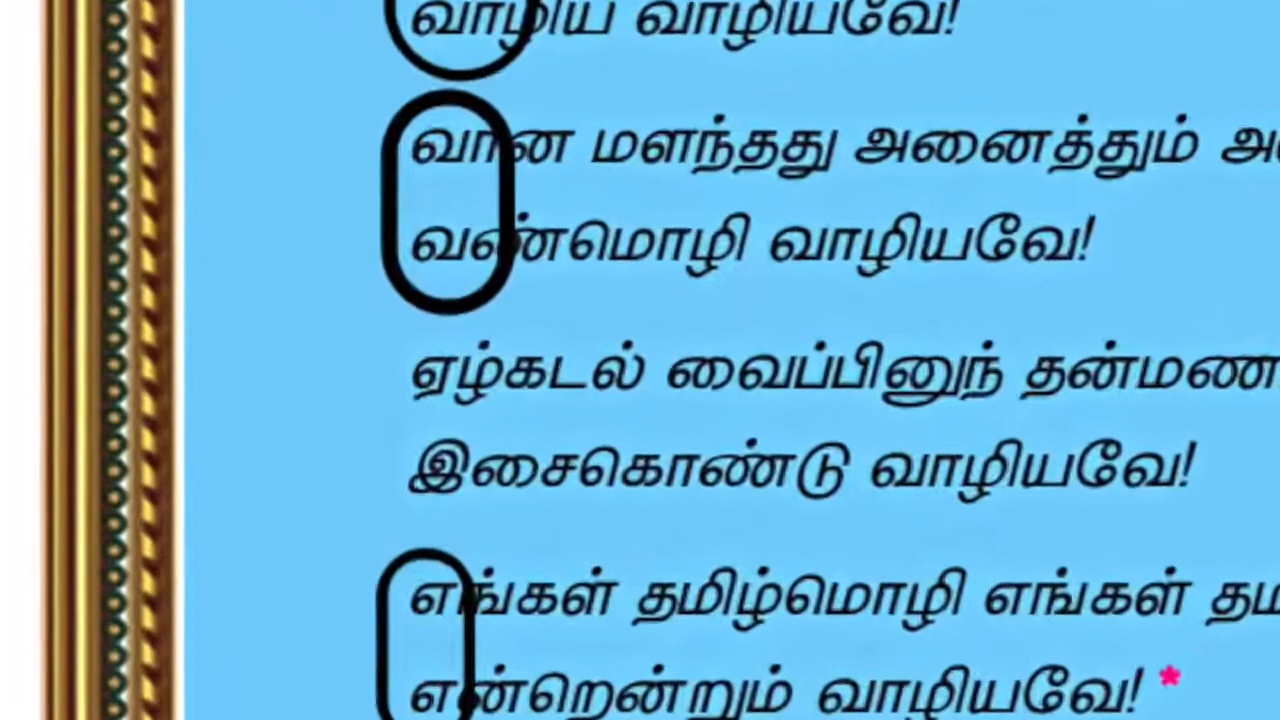 வாழிய வாழியவே!
வான மளந்தது அனைத்தும்
வண்மொழி வாழியவே!
ஏழ்கடல் வைப்பினுந் தன்மண
இசைகொண்டு வாழியவே!
எங்கள் தமிழ்மொழி எங்கள்
என்றென்றும் வாழியவே! *